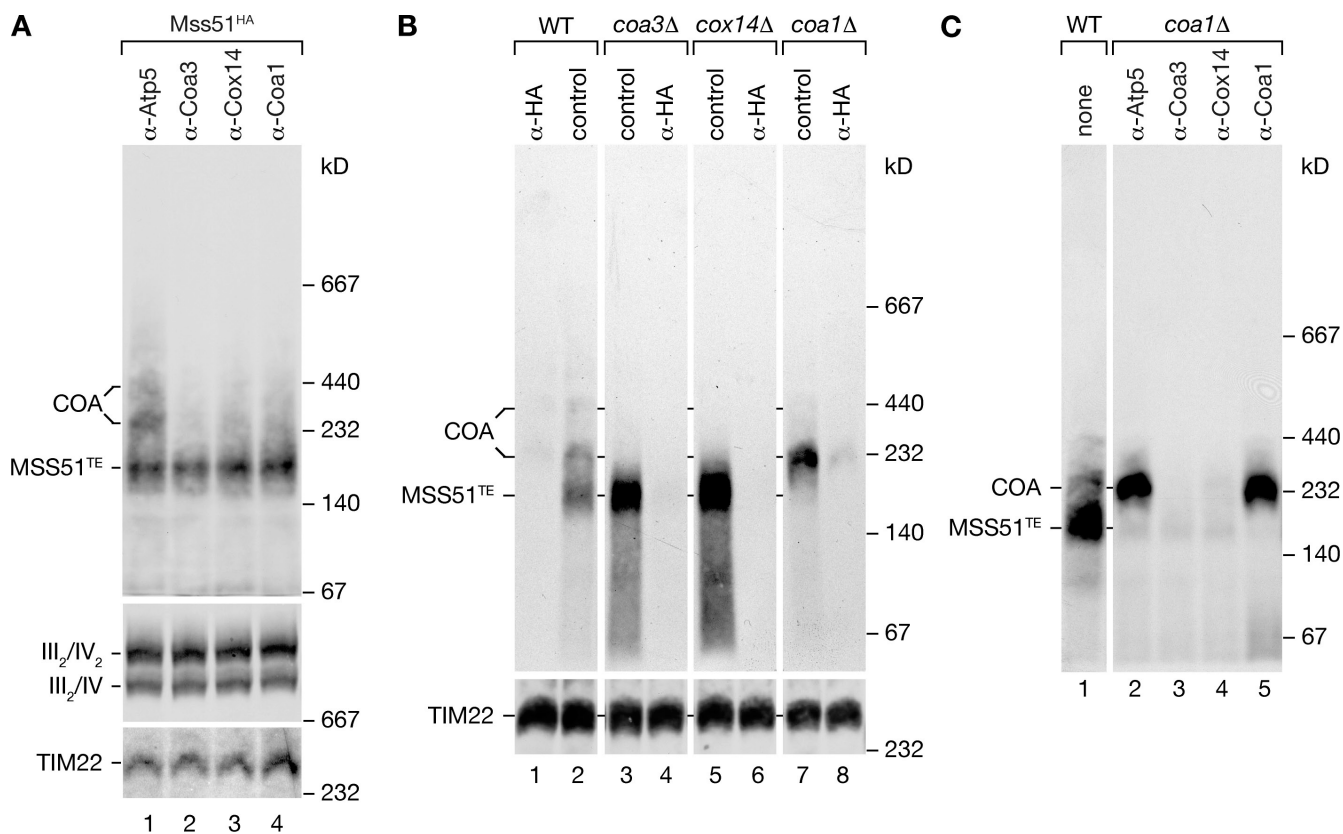 A
Mss51ᴴᴬ
α-Atp5
α-Coa3
α-Cox14
α-Coa1
kD
667
440
COA
232
MSS51ᵀᴱ
140
67
III₂/IV₂
III₂/IV
667
TIM22
232
1 2 3 4
B
WT coa3Δ cox14Δ coa1Δ
α-HA
control
control
α-HA
control
α-HA
control
α-HA
kD
667
440
COA
232
MSS51ᵀᴱ
140
67
TIM22
232
1 2 3 4 5 6 7 8
C
WT coa1Δ
none
α-Atp5
α-Coa3
α-Cox14
α-Coa1
kD
667
440
COA
232
MSS51ᵀᴱ
140
67
1 2 3 4 5